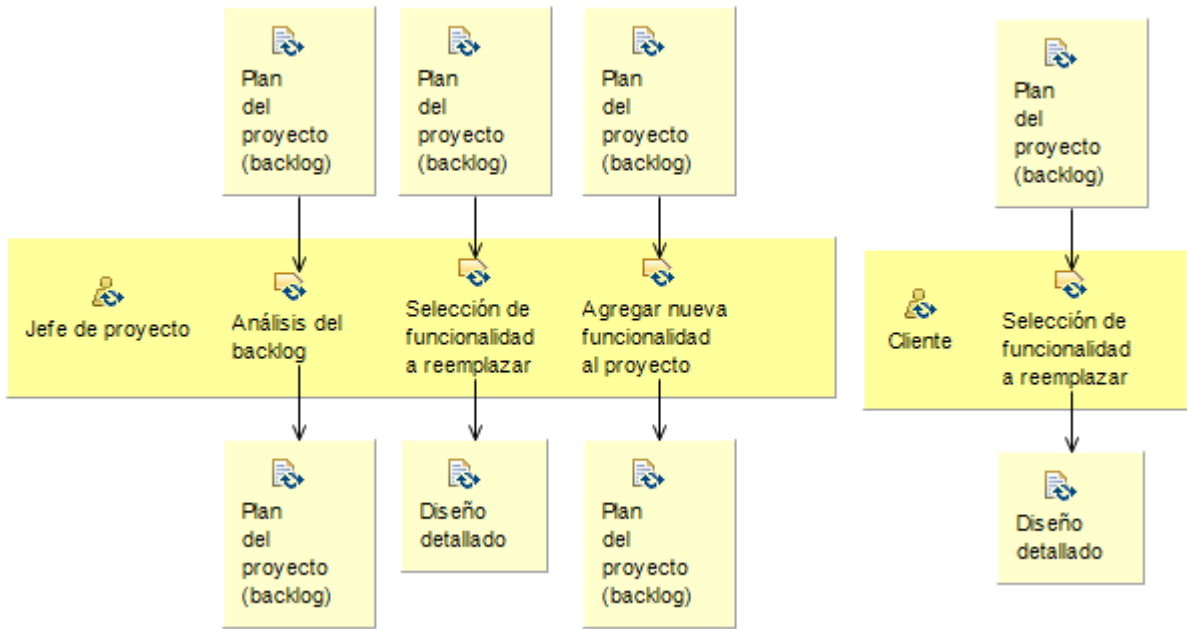 Plan
del
proyecto
(backlog)
Plan
del
proyecto
(backlog)
Plan
del
proyecto
(backlog)
Plan
del
proyecto
(backlog)
Jefe de proyecto
Análisis del
backlog
Selección de
funcionalidad
a reemplazar
Agregar nueva
funcionalidad
al proyecto
Cliente
Selección de
funcionalidad
a reemplazar
Plan
del
proyecto
(backlog)
Diseño
detallado
Plan
del
proyecto
(backlog)
Diseño
detallado